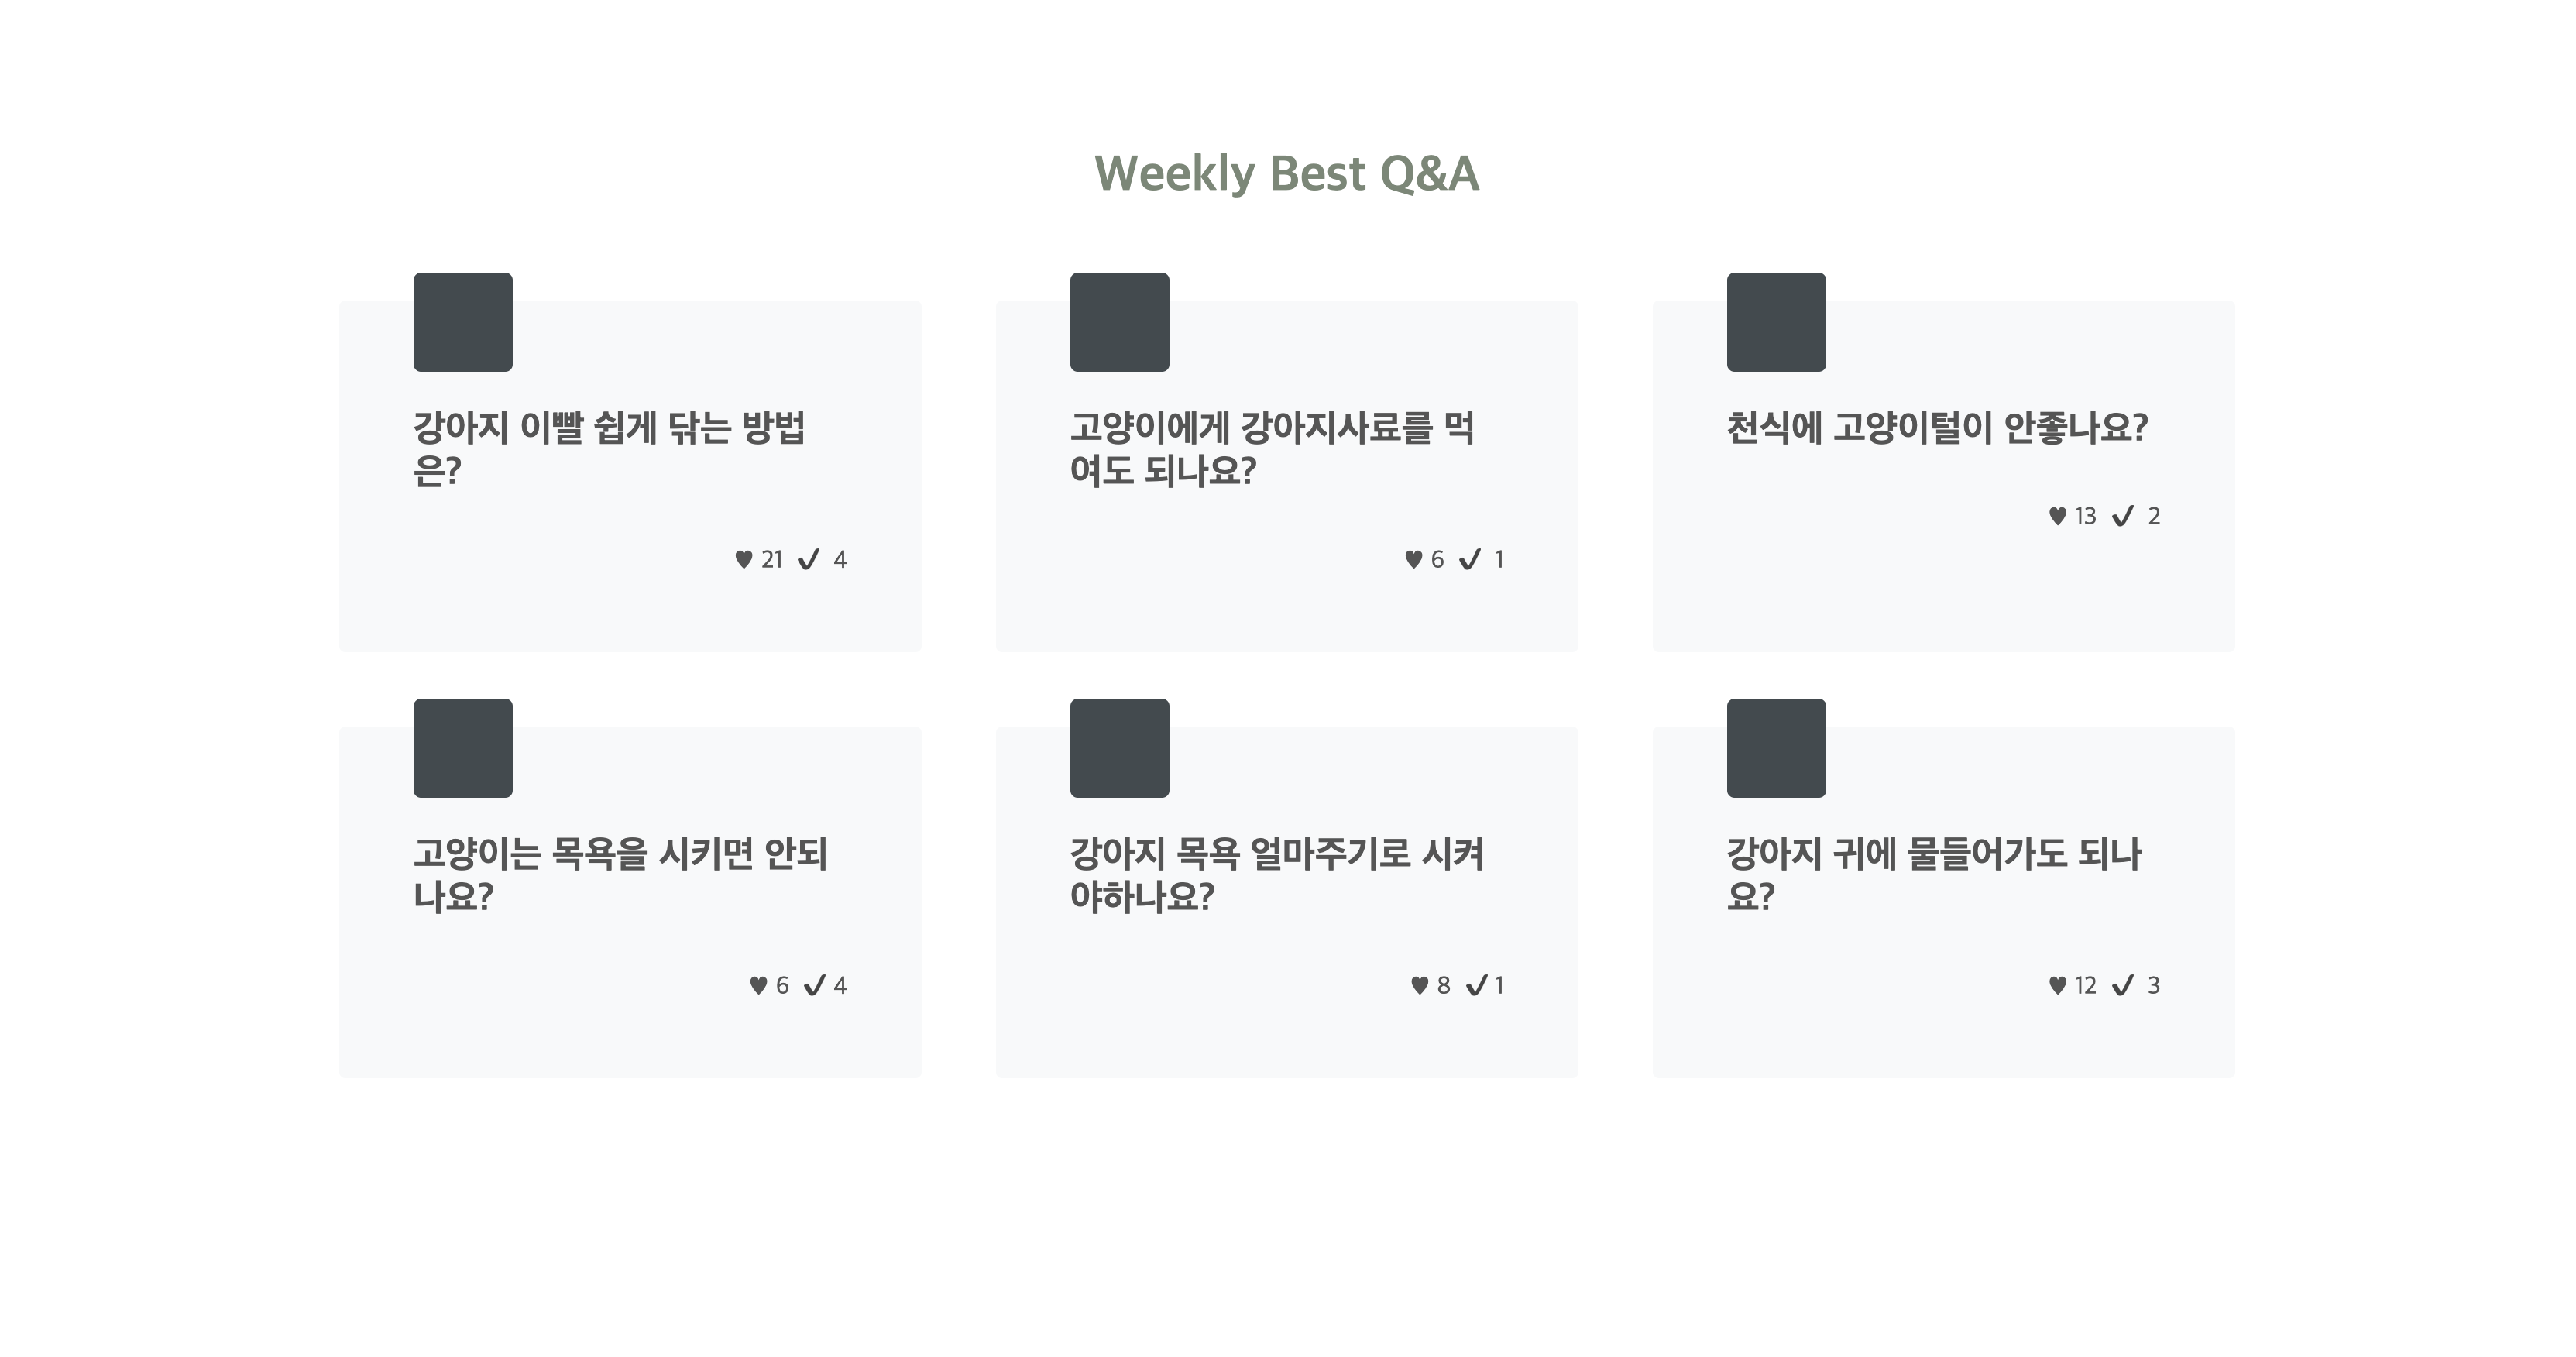 Weekly Best Q&A
강아지 이빨 쉽게 닦는 방법
은?
♥ 21 ✔ 4
고양이에게 강아지사료를 먹
여도 되나요?
♥ 6 ✔ 1
천식에 고양이털이 안좋나요?
♥ 13 ✔ 2
고양이는 목욕을 시키면 안되
나요?
♥ 6 ✔ 4
강아지 목욕 얼마주기로 시켜
야하나요?
♥ 8 ✔ 1
강아지 귀에 물들어가도 되나
요?
♥ 12 ✔ 3